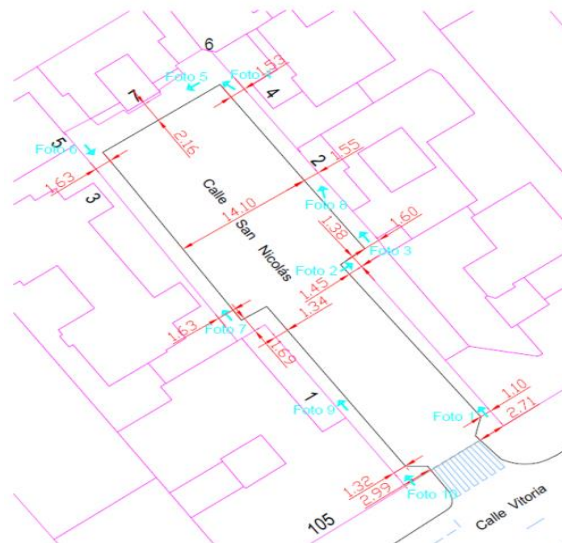 6
Foto 5
Foto 4
1.53
7
4
2.16
5
Foto 6
1.63
3
2
1.55
Foto 8
14.10
Calle San Nicolás
1.60
1.38
Foto 3
Foto 2
1.45
1.34
1.63
Foto 7
1.69
1
Foto 9
1.10
Foto 1
2.71
1.32
2.99
Foto 10
105
Calle Vitoria